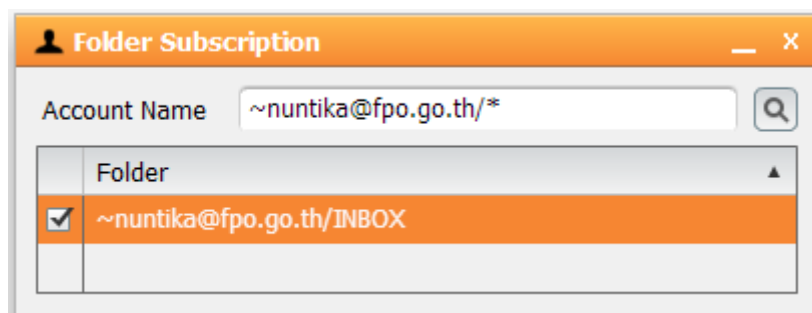 Folder Subscription
Account Name ~nuntika@fpo.go.th/*
Folder
~nuntika@fpo.go.th/INBOX